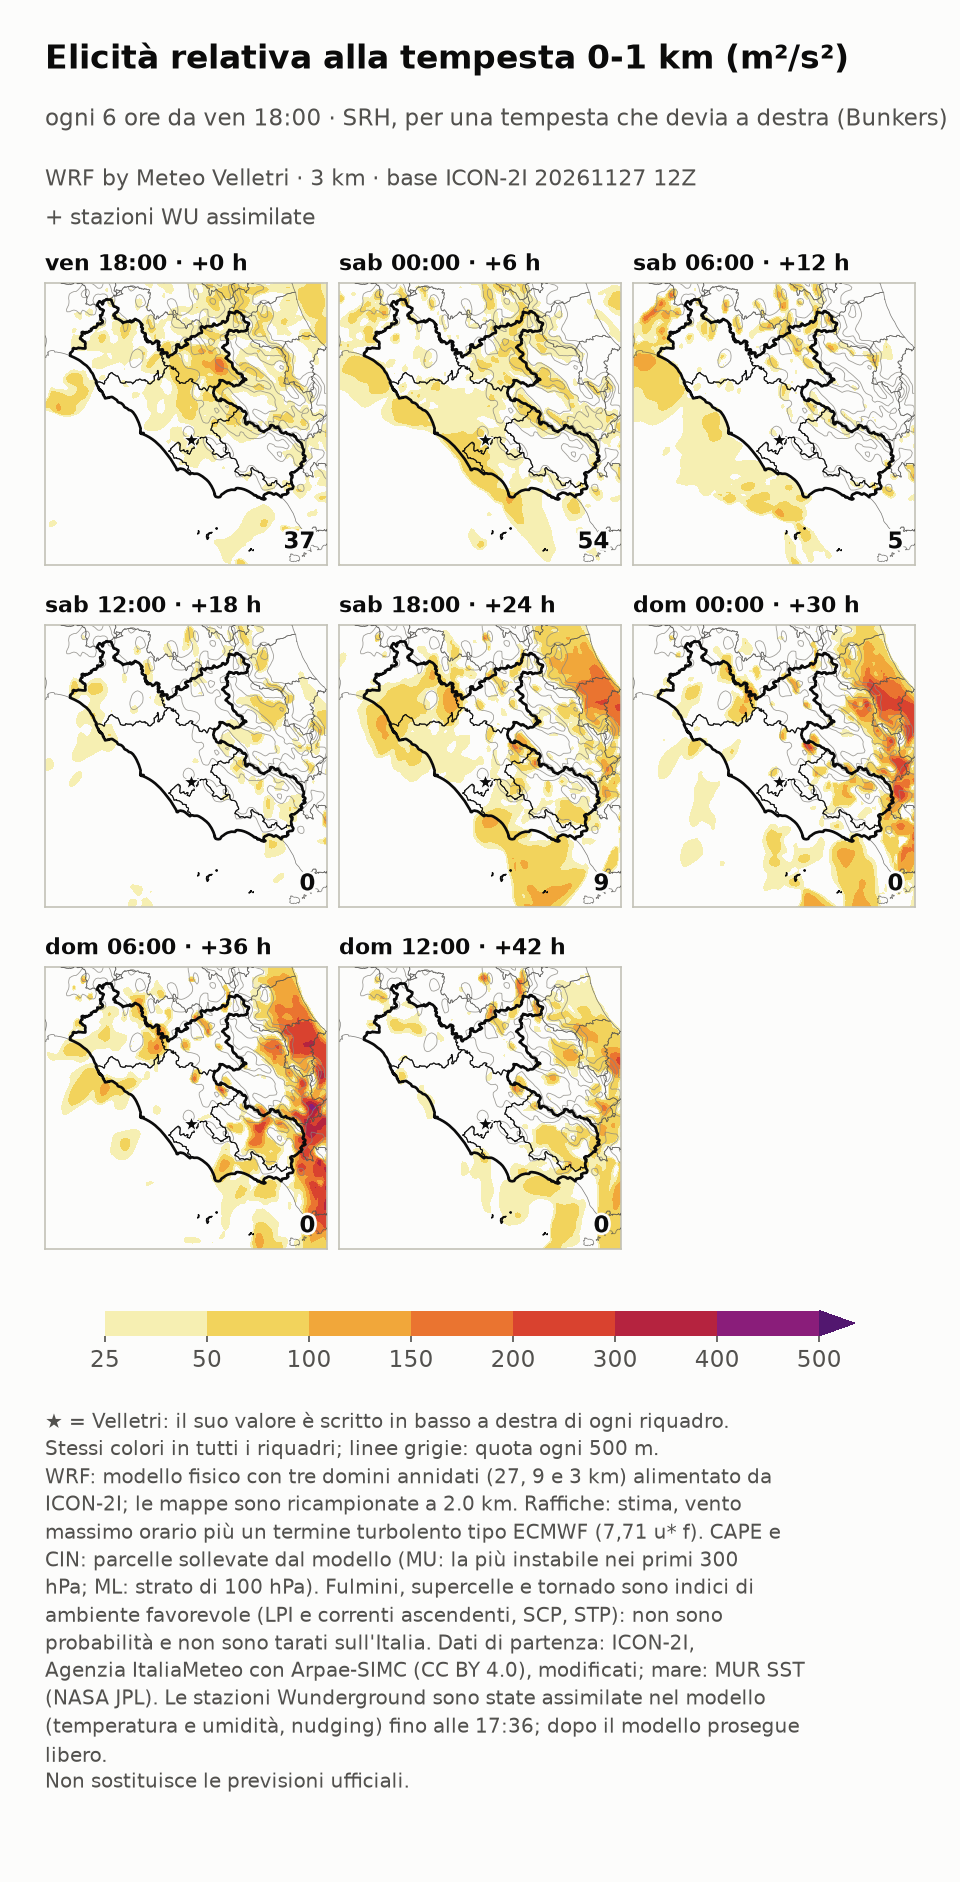 Elicità relativa alla tempesta 0-1 km (m²/s²)
ogni 6 ore da ven 18:00 · SRH, per una tempesta che devia a destra (Bunkers)
WRF by Meteo Velletri · 3 km · base ICON-2I 20261127 12Z
+ stazioni WU assimilate
ven 18:00 · +0 h
sab 00:00 · +6 h
sab 06:00 · +12 h
37
54
5
sab 12:00 · +18 h
sab 18:00 · +24 h
dom 00:00 · +30 h
0
9
0
dom 06:00 · +36 h
dom 12:00 · +42 h
0
0
25 50 100 150 200 300 400 500
★ = Velletri: il suo valore è scritto in basso a destra di ogni riquadro.
Stessi colori in tutti i riquadri; linee grigie: quota ogni 500 m.
WRF: modello fisico con tre domini annidati (27, 9 e 3 km) alimentato da
ICON-2I; le mappe sono ricampionate a 2.0 km. Raffiche: stima, vento
massimo orario più un termine turbolento tipo ECMWF (7,71 u* f). CAPE e
CIN: parcelle sollevate dal modello (MU: la più instabile nei primi 300
hPa; ML: strato di 100 hPa). Fulmini, supercelle e tornado sono indici di
ambiente favorevole (LPI e correnti ascendenti, SCP, STP): non sono
probabilità e non sono tarati sull'Italia. Dati di partenza: ICON-2I,
Agenzia ItaliaMeteo con Arpae-SIMC (CC BY 4.0), modificati; mare: MUR SST
(NASA JPL). Le stazioni Wunderground sono state assimilate nel modello
(temperatura e umidità, nudging) fino alle 17:36; dopo il modello prosegue
libero.
Non sostituisce le previsioni ufficiali.